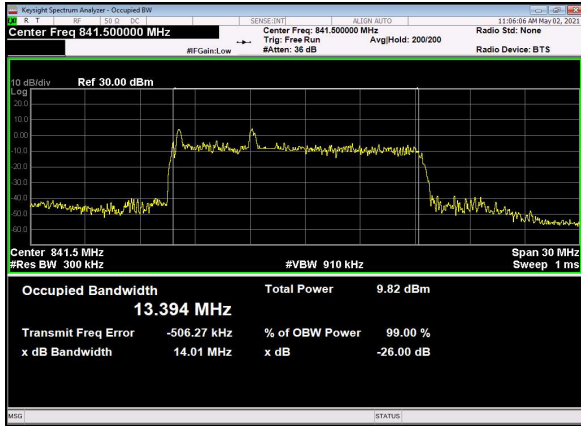 Keysight Spectrum Analyzer - Occupied BW
LXI R T RF 50 Ω DC SENSE:INT ALIGN AUTO 11:06:06 AM May 02, 2021
Center Freq 841.500000 MHz Center Freq: 841.500000 MHz Radio Std: None
Trig: Free Run Avg|Hold: 200/200
#IFGain:Low #Atten: 36 dB Radio Device: BTS
10 dB/div Ref 30.00 dBm
Log
20.0
10.0
0.00
-10.0
-20.0
-30.0
-40.0
-50.0
-60.0
Center 841.5 MHz Span 30 MHz
#Res BW 300 kHz #VBW 910 kHz Sweep 1 ms
Occupied Bandwidth Total Power 9.82 dBm
13.394 MHz
Transmit Freq Error -506.27 kHz % of OBW Power 99.00 %
x dB Bandwidth 14.01 MHz x dB -26.00 dB
MSG STATUS